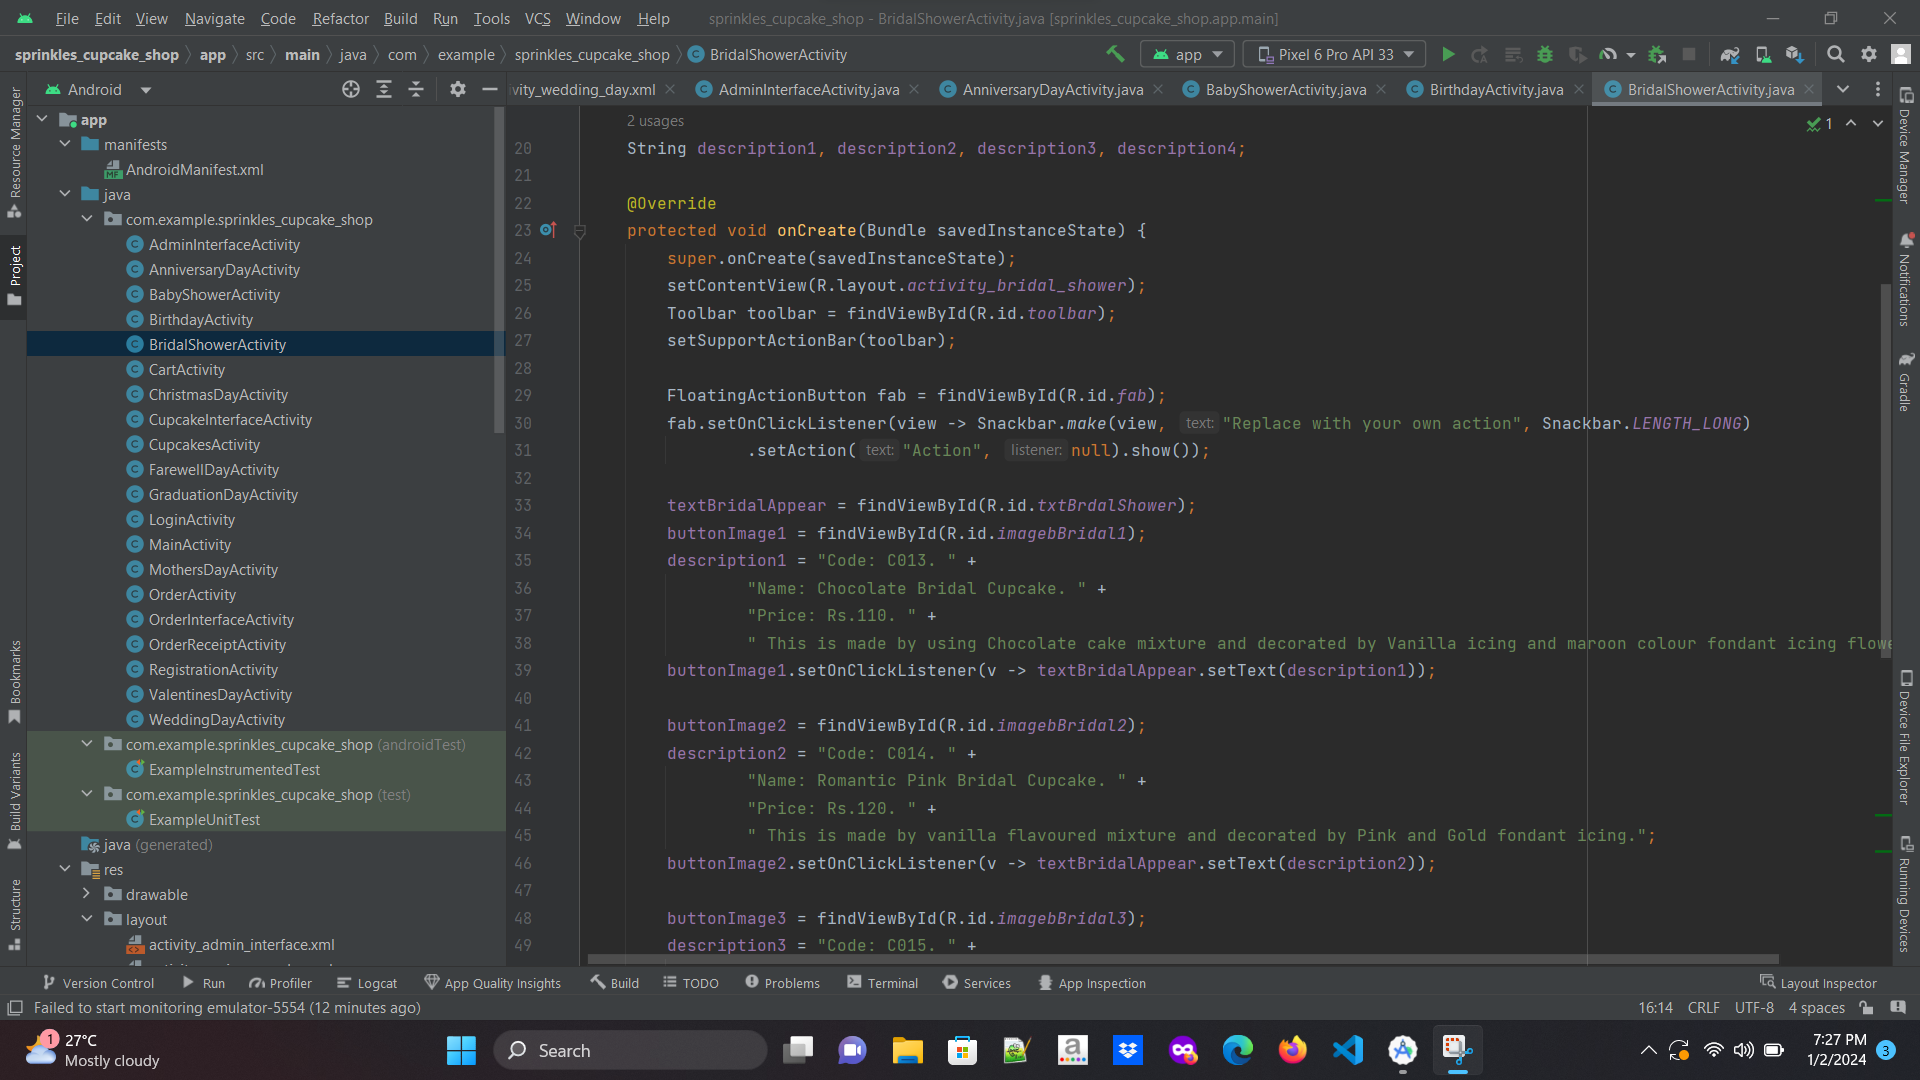 File Edit View Navigate Code Refactor Build Run Tools VCS Window Help sprinkles_cupcake_shop - BridalShowerActivity.java [sprinkles_cupcake_shop.app.main]
sprinkles_cupcake_shop app src main java com example sprinkles_cupcake_shop BridalShowerActivity app Pixel 6 Pro API 33
Android
ivity_wedding_day.xml AdminInterfaceActivity.java AnniversaryDayActivity.java BabyShowerActivity.java BirthdayActivity.java BridalShowerActivity.java
Resource Manager
Project
Bookmarks
Build Variants
Structure
app
manifests
AndroidManifest.xml
java
com.example.sprinkles_cupcake_shop
AdminInterfaceActivity
AnniversaryDayActivity
BabyShowerActivity
BirthdayActivity
BridalShowerActivity
CartActivity
ChristmasDayActivity
CupcakeInterfaceActivity
CupcakesActivity
FarewellDayActivity
GraduationDayActivity
LoginActivity
MainActivity
MothersDayActivity
OrderActivity
OrderInterfaceActivity
OrderReceiptActivity
RegistrationActivity
ValentinesDayActivity
WeddingDayActivity
com.example.sprinkles_cupcake_shop (androidTest)
ExampleInstrumentedTest
com.example.sprinkles_cupcake_shop (test)
ExampleUnitTest
java (generated)
res
drawable
layout
activity_admin_interface.xml
2 usages
1
20 String description1, description2, description3, description4;
21
22 @Override
23 protected void onCreate(Bundle savedInstanceState) {
24 super.onCreate(savedInstanceState);
25 setContentView(R.layout.activity_bridal_shower);
26 Toolbar toolbar = findViewById(R.id.toolbar);
27 setSupportActionBar(toolbar);
28
29 FloatingActionButton fab = findViewById(R.id.fab);
30 fab.setOnClickListener(view -> Snackbar.make(view, text: "Replace with your own action", Snackbar.LENGTH_LONG)
31 .setAction( text: "Action", listener: null).show());
32
33 textBridalAppear = findViewById(R.id.txtBrdalShower);
34 buttonImage1 = findViewById(R.id.imagebBridal1);
35 description1 = "Code: C013. " +
36 "Name: Chocolate Bridal Cupcake. " +
37 "Price: Rs.110. " +
38 " This is made by using Chocolate cake mixture and decorated by Vanilla icing and maroon colour fondant icing flowe
39 buttonImage1.setOnClickListener(v -> textBridalAppear.setText(description1));
40
41 buttonImage2 = findViewById(R.id.imagebBridal2);
42 description2 = "Code: C014. " +
43 "Name: Romantic Pink Bridal Cupcake. " +
44 "Price: Rs.120. " +
45 " This is made by vanilla flavoured mixture and decorated by Pink and Gold fondant icing.";
46 buttonImage2.setOnClickListener(v -> textBridalAppear.setText(description2));
47
48 buttonImage3 = findViewById(R.id.imagebBridal3);
49 description3 = "Code: C015. " +
Device Manager
Notifications
Gradle
Device File Explorer
Running Devices
Version Control Run Profiler Logcat App Quality Insights Build TODO Problems Terminal Services App Inspection Layout Inspector
Failed to start monitoring emulator-5554 (12 minutes ago) 16:14 CRLF UTF-8 4 spaces
1
27°C
Mostly cloudy
Search
7:27 PM
1/2/2024
3